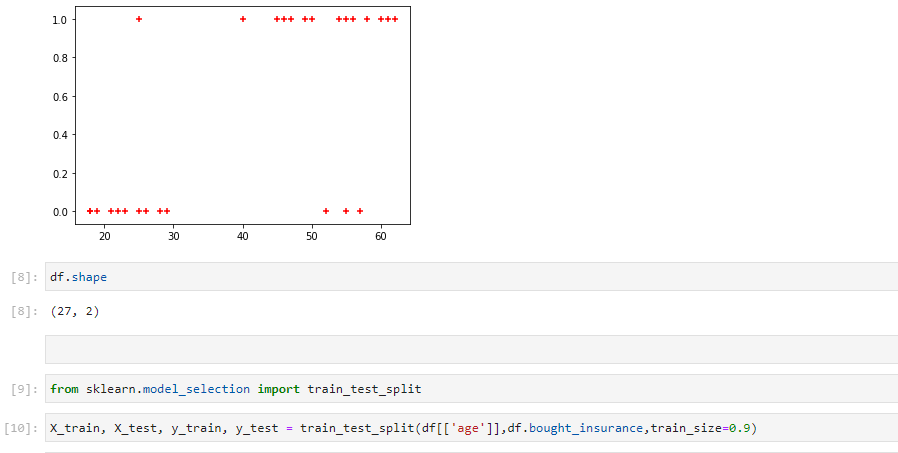 1.0
0.8
0.6
0.4
0.2
0.0
20 30 40 50 60
[8]: df.shape
[8]: (27, 2)
[9]: from sklearn.model_selection import train_test_split
[10]: X_train, X_test, y_train, y_test = train_test_split(df[['age']],df.bought_insurance,train_size=0.9)